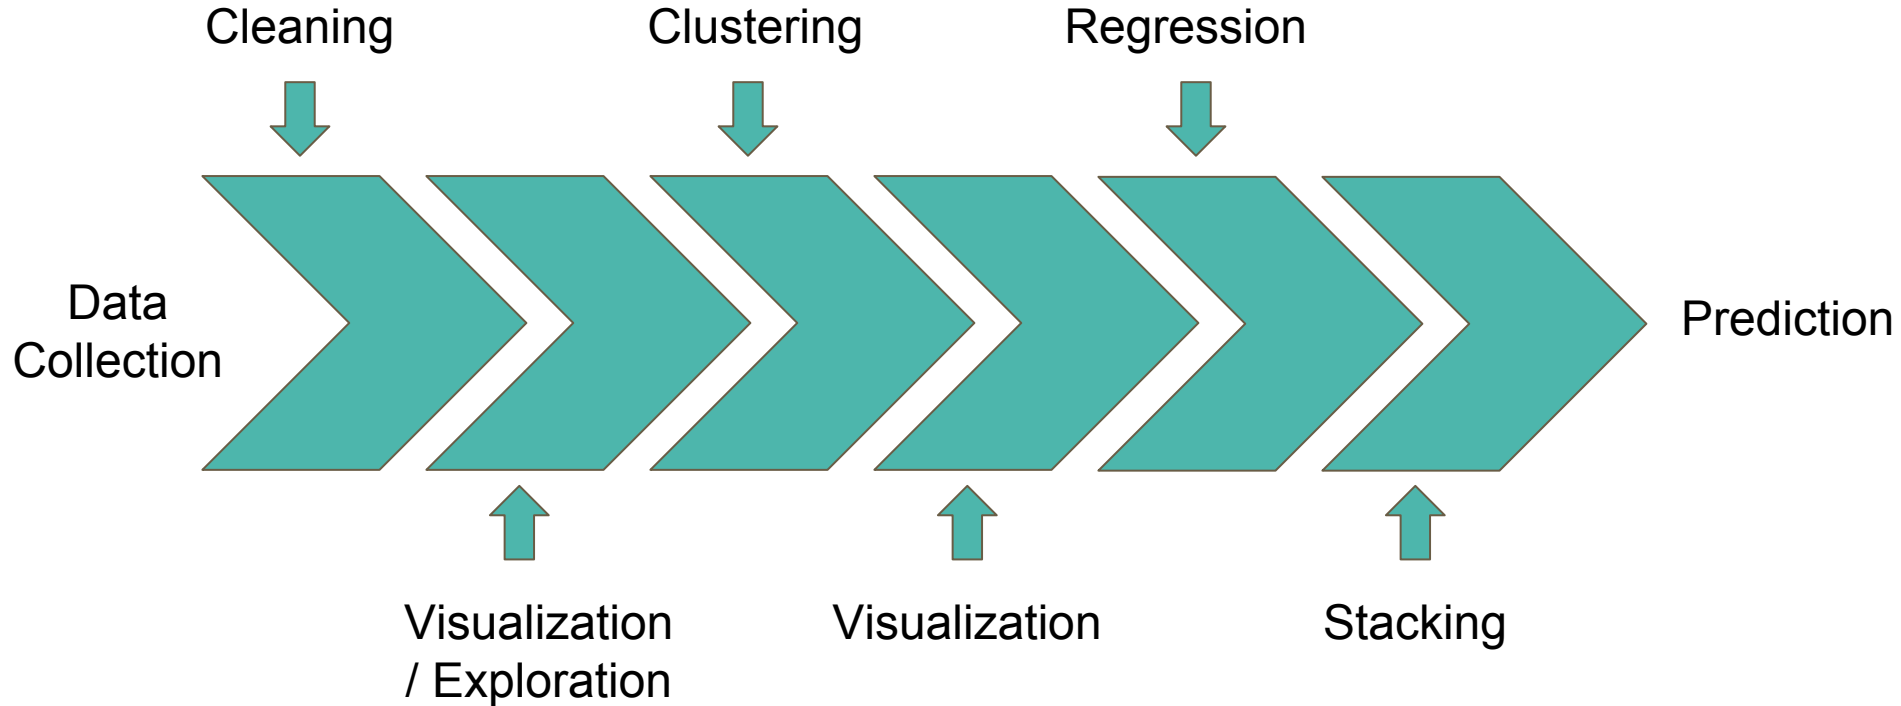 Cleaning
Clustering
Regression
Data
Collection
Prediction
Visualization
/ Exploration
Visualization
Stacking